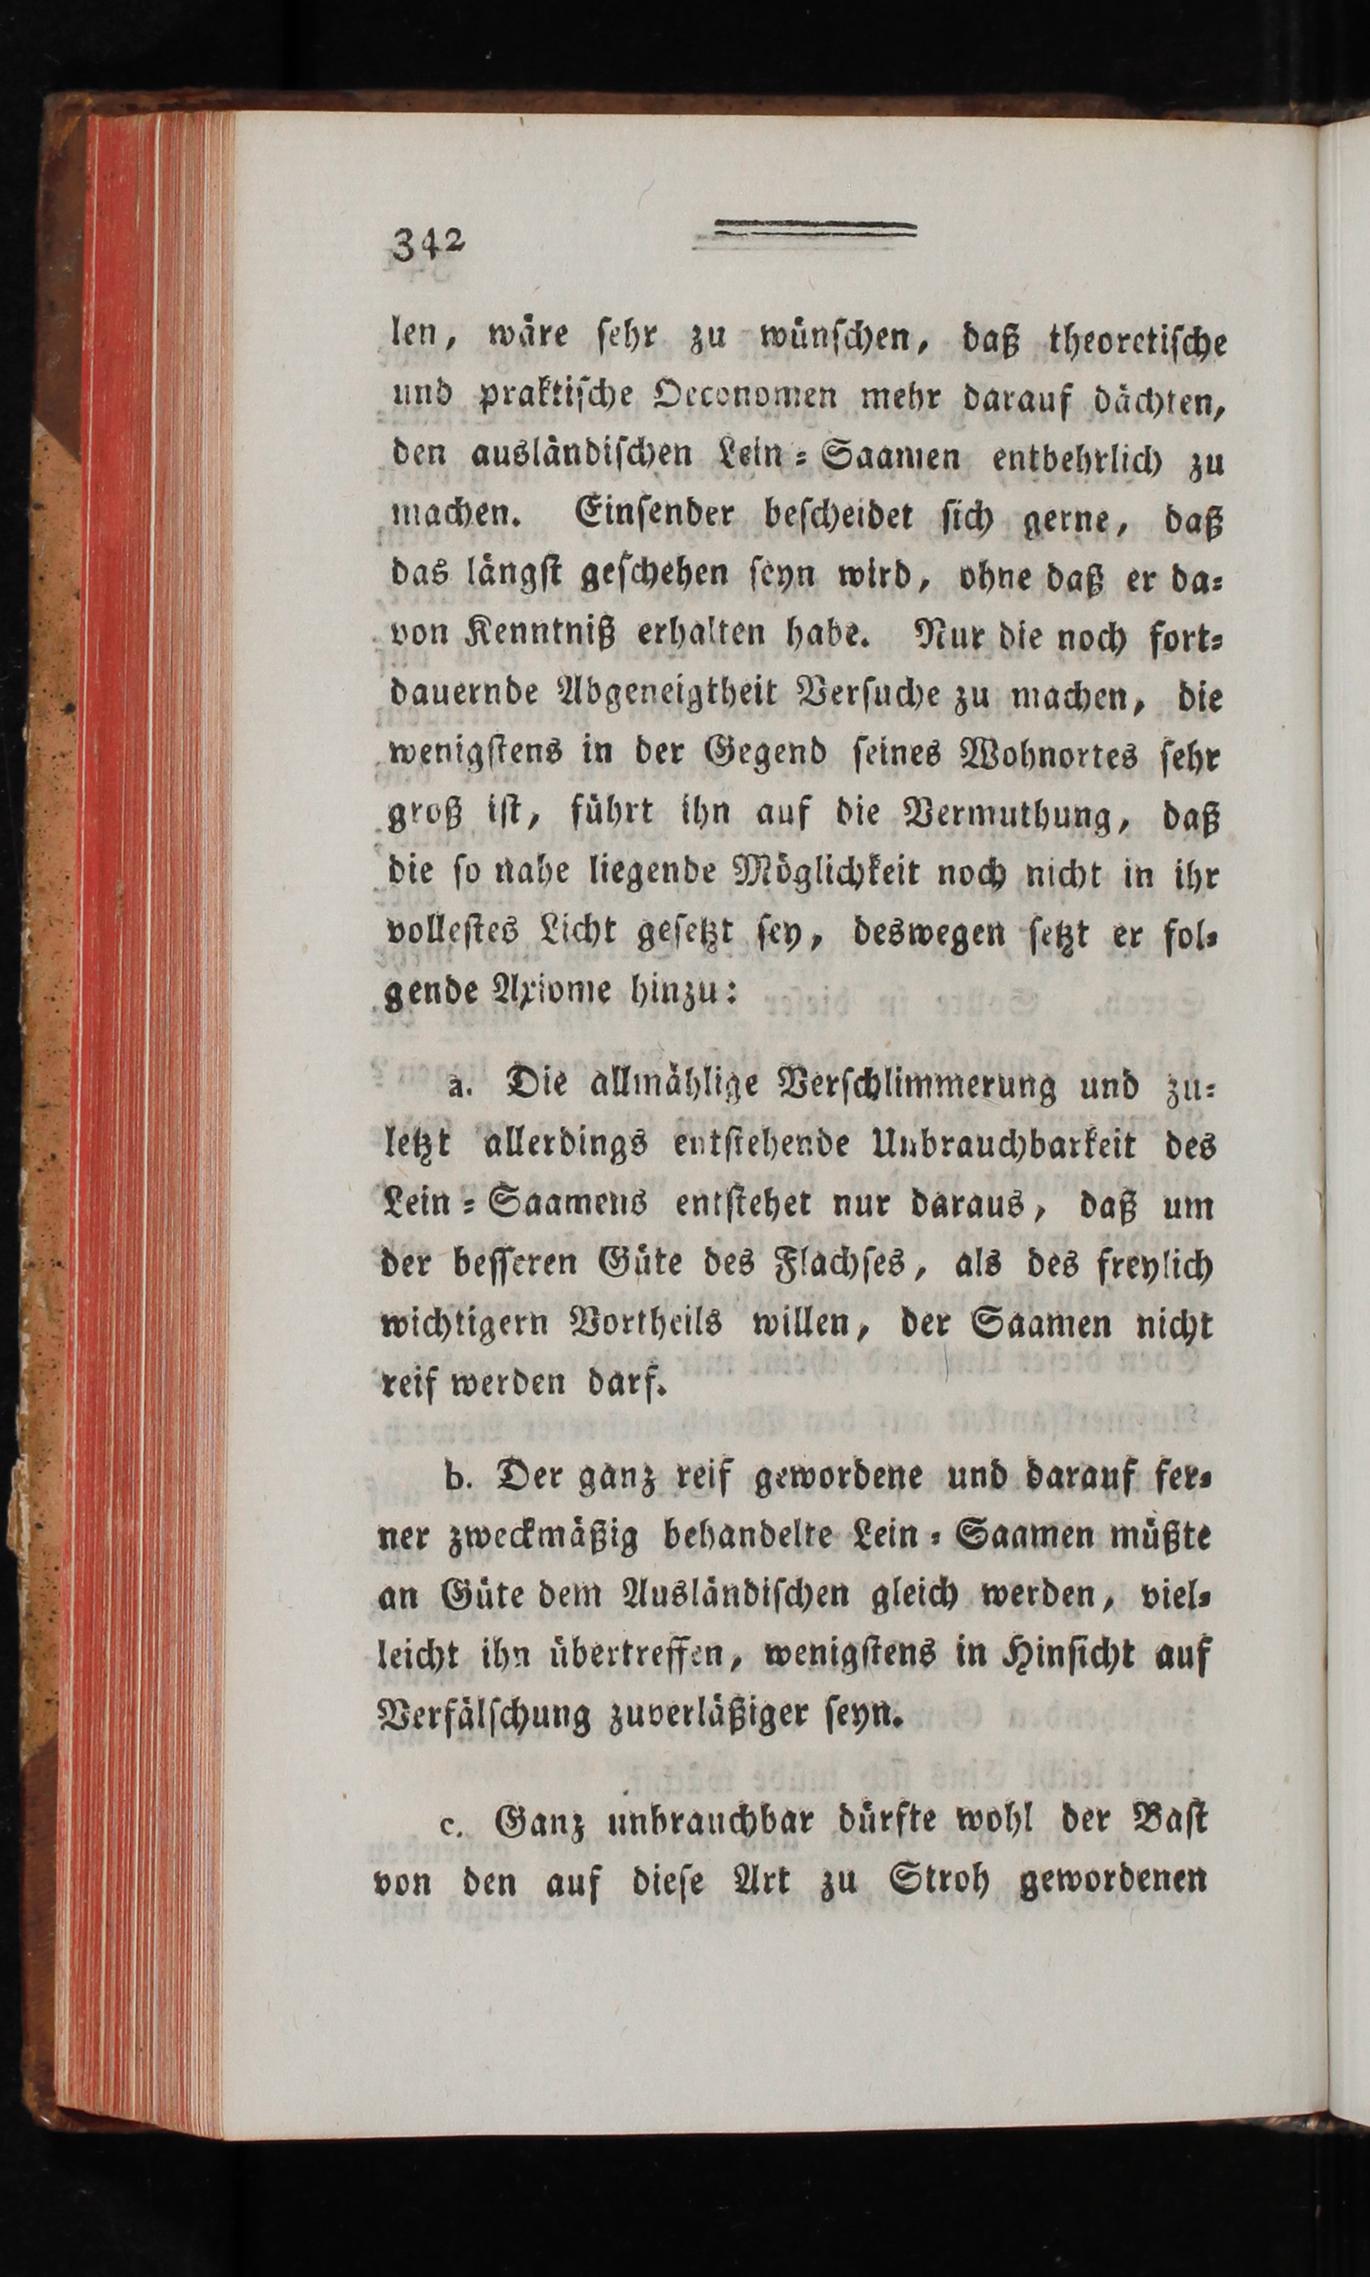 342
len, wäre ſehr zu wünſchen, daß theoretiſche
und praktiſche Oeconomen mehr darauf dächten,
den ausländiſchen Lein⸗Saamen entbehrlich zu
machen. Einſender beſcheidet ſich gerne, daß
das längſt geſchehen ſeyn wird, ohne daß er da⸗
von Kenntniß erhalten habe. Nur die noch fort⸗
dauernde Abgeneigtheit Verſuche zu machen, die
wenigſtens in der Gegend ſeines Wohnortes ſehr
groß iſt, führt ihn auf die Vermuthung, daß
die ſo nahe liegende Möglichkeit noch nicht in ihr
volleſtes Licht geſetzt ſey, deswegen ſetzt er fol⸗
gende Axiome hinzu:
a. Die allmählige Verſchlimmerung und zu⸗
letzt allerdings entſtehende Unbrauchbarkeit des
Lein⸗Saamens entſtehet nur daraus, daß um
der beſſeren Güte des Flachſes, als des freylich
wichtigern Vortheils willen, der Saamen nicht
reif werden darf.
b. Der ganz reif gewordene und darauf fer⸗
ner zweckmäßig behandelte Lein⸗Saamen müßte
an Güte dem Ausländiſchen gleich werden, viel⸗
leicht ihn übertreffen, wenigſtens in Hinſicht auf
Verfälſchung zuverläßiger ſeyn.
c. Ganz unbrauchbar dürfte wohl der Baſt
von den auf dieſe Art zu Stroh gewordenen